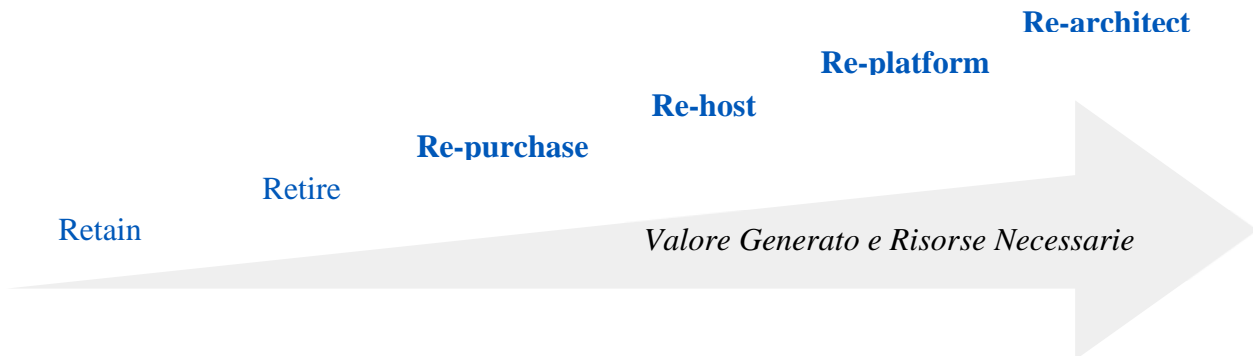 Re-architect
Re-platform
Re-host
Re-purchase
Retire
Retain
Valore Generato e Risorse Necessarie